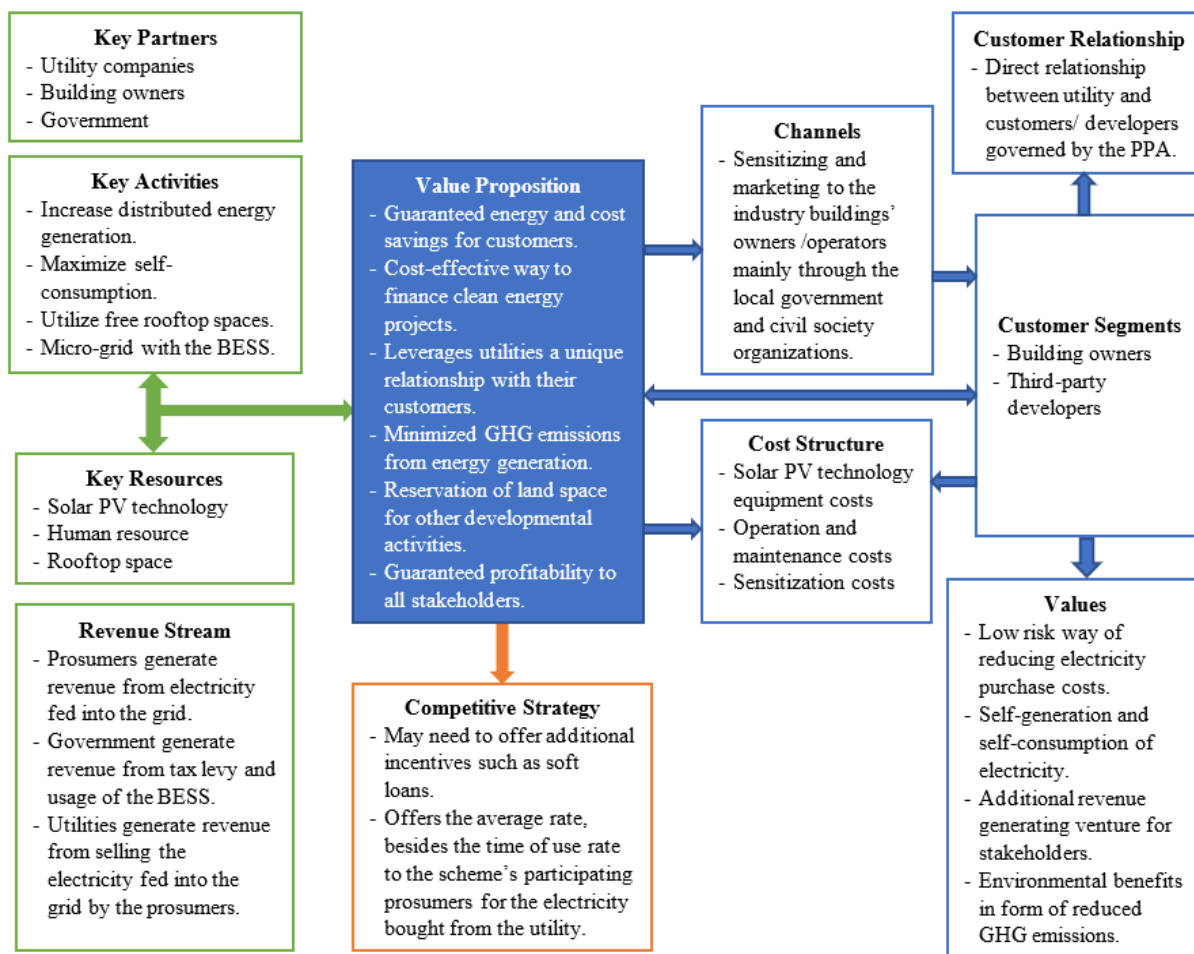 Key Partners
- Utility companies
- Building owners
- Government
Key Activities
- Increase distributed energy
generation.
- Maximize self-
consumption.
- Utilize free rooftop spaces.
- Micro-grid with the BESS.
Key Resources
- Solar PV technology
- Human resource
- Rooftop space
Revenue Stream
- Prosumers generate
revenue from electricity
fed into the grid.
- Government generate
revenue from tax levy and
usage of the BESS.
- Utilities generate revenue
from selling the
electricity fed into the
grid by the prosumers.
Value Proposition
- Guaranteed energy and cost
savings for customers.
- Cost-effective way to
finance clean energy
projects.
- Leverages utilities a unique
relationship with their
customers.
- Minimized GHG emissions
from energy generation.
- Reservation of land space
for other developmental
activities.
- Guaranteed profitability to
all stakeholders.
Competitive Strategy
- May need to offer additional
incentives such as soft
loans.
- Offers the average rate,
besides the time of use rate
to the scheme's participating
prosumers for the electricity
bought from the utility.
Channels
- Sensitizing and
marketing to the
industry buildings'
owners /operators
mainly through the
local government
and civil society
organizations.
Cost Structure
- Solar PV technology
equipment costs
- Operation and
maintenance costs
- Sensitization costs
Customer Relationship
- Direct relationship
between utility and
customers/ developers
governed by the PPA.
Customer Segments
- Building owners
- Third-party
developers
Values
- Low risk way of
reducing electricity
purchase costs.
- Self-generation and
self-consumption of
electricity.
- Additional revenue
generating venture for
stakeholders.
- Environmental benefits
in form of reduced
GHG emissions.